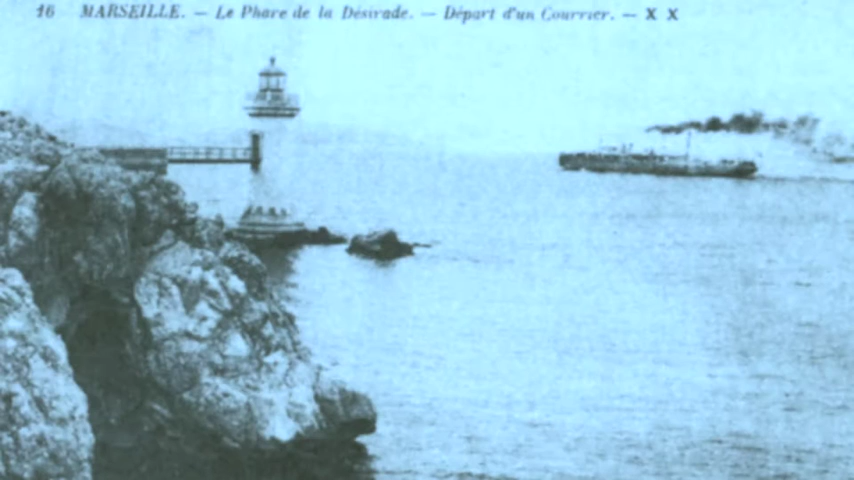 16 MARSEILLE. — Le Phare de la Désirade. — Départ d'un Courrier. — X X